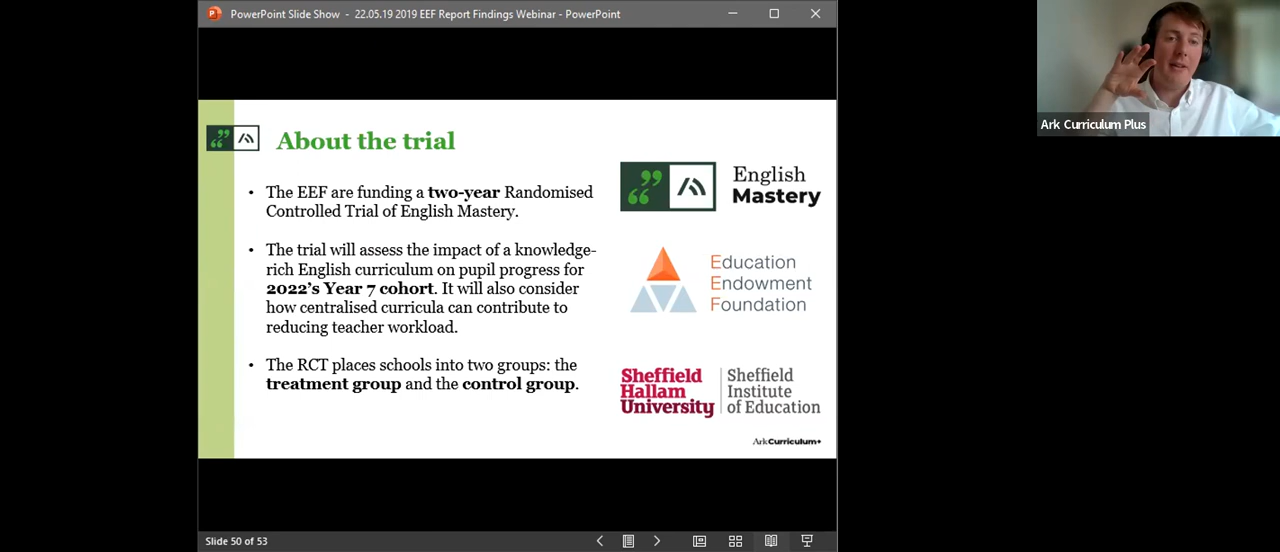 PowerPoint Slide Show - 22.05.19 2019 EEF Report Findings Webinar - PowerPoint
Ark Curriculum Plus
About the trial
• The EEF are funding a two-year Randomised
Controlled Trial of English Mastery.
• The trial will assess the impact of a knowledge-
rich English curriculum on pupil progress for
2022's Year 7 cohort. It will also consider
how centralised curricula can contribute to
reducing teacher workload.
• The RCT places schools into two groups: the
treatment group and the control group.
English
Mastery
Education
Endowment
Foundation
Sheffield
Hallam
University
Sheffield
Institute
of Education
ArkCurriculum+
Slide 50 of 53